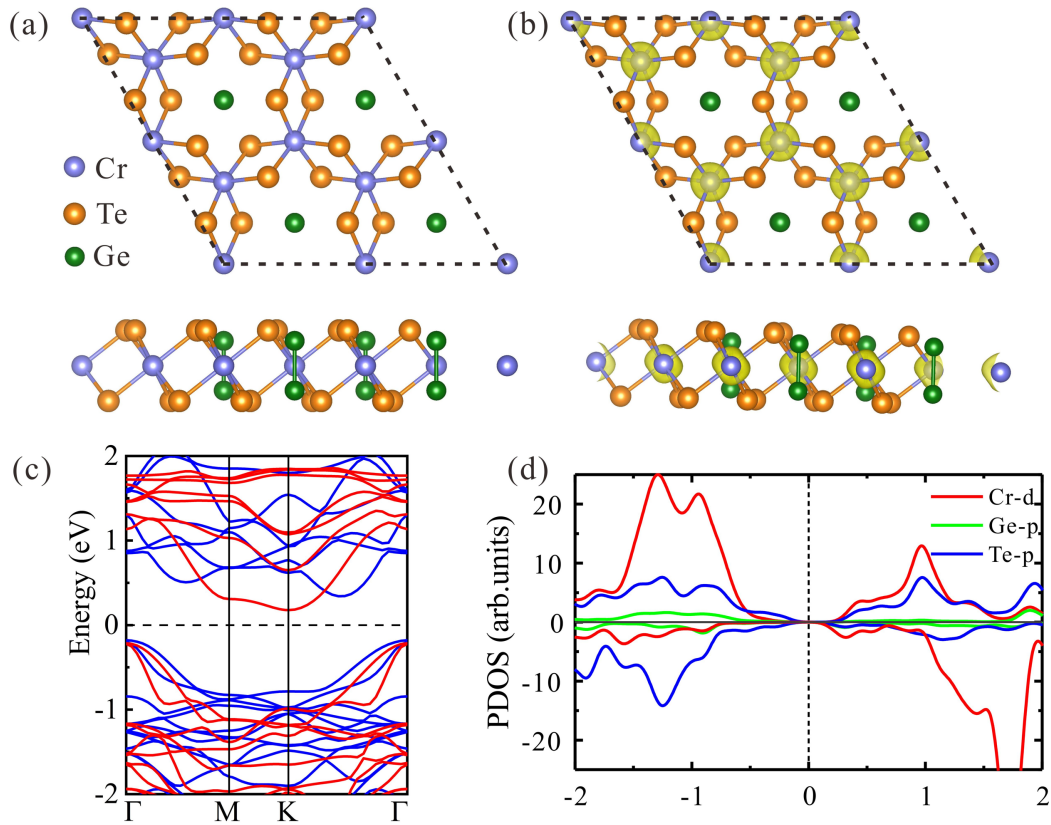 (a)
(b)
Cr
Te
Ge
(c)
2
1
0
-1
-2
Energy (eV)
Γ M K Γ
(d)
20
10
0
-10
-20
PDOS (arb.units)
Cr-d
Ge-p
Te-p
-2 -1 0 1 2